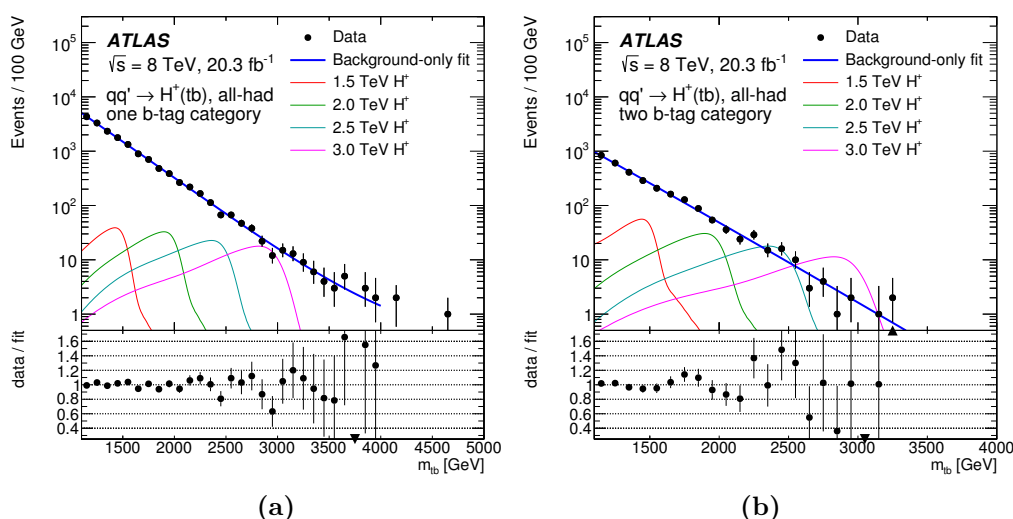 Events / 100 GeV
10⁵
10⁴
10³
10²
10
1
ATLAS
√s = 8 TeV, 20.3 fb⁻¹
qq' → H⁺(tb), all-had
one b-tag category
Data
Background-only fit
1.5 TeV H⁺
2.0 TeV H⁺
2.5 TeV H⁺
3.0 TeV H⁺
data / fit
1.6
1.4
1.2
1
0.8
0.6
0.4
1500 2000 2500 3000 3500 4000 4500 5000
m_tb [GeV]
(a)
Events / 100 GeV
10⁵
10⁴
10³
10²
10
1
ATLAS
√s = 8 TeV, 20.3 fb⁻¹
qq' → H⁺(tb), all-had
two b-tag category
Data
Background-only fit
1.5 TeV H⁺
2.0 TeV H⁺
2.5 TeV H⁺
3.0 TeV H⁺
data / fit
1.6
1.4
1.2
1
0.8
0.6
0.4
1500 2000 2500 3000 3500 4000
m_tb [GeV]
(b)